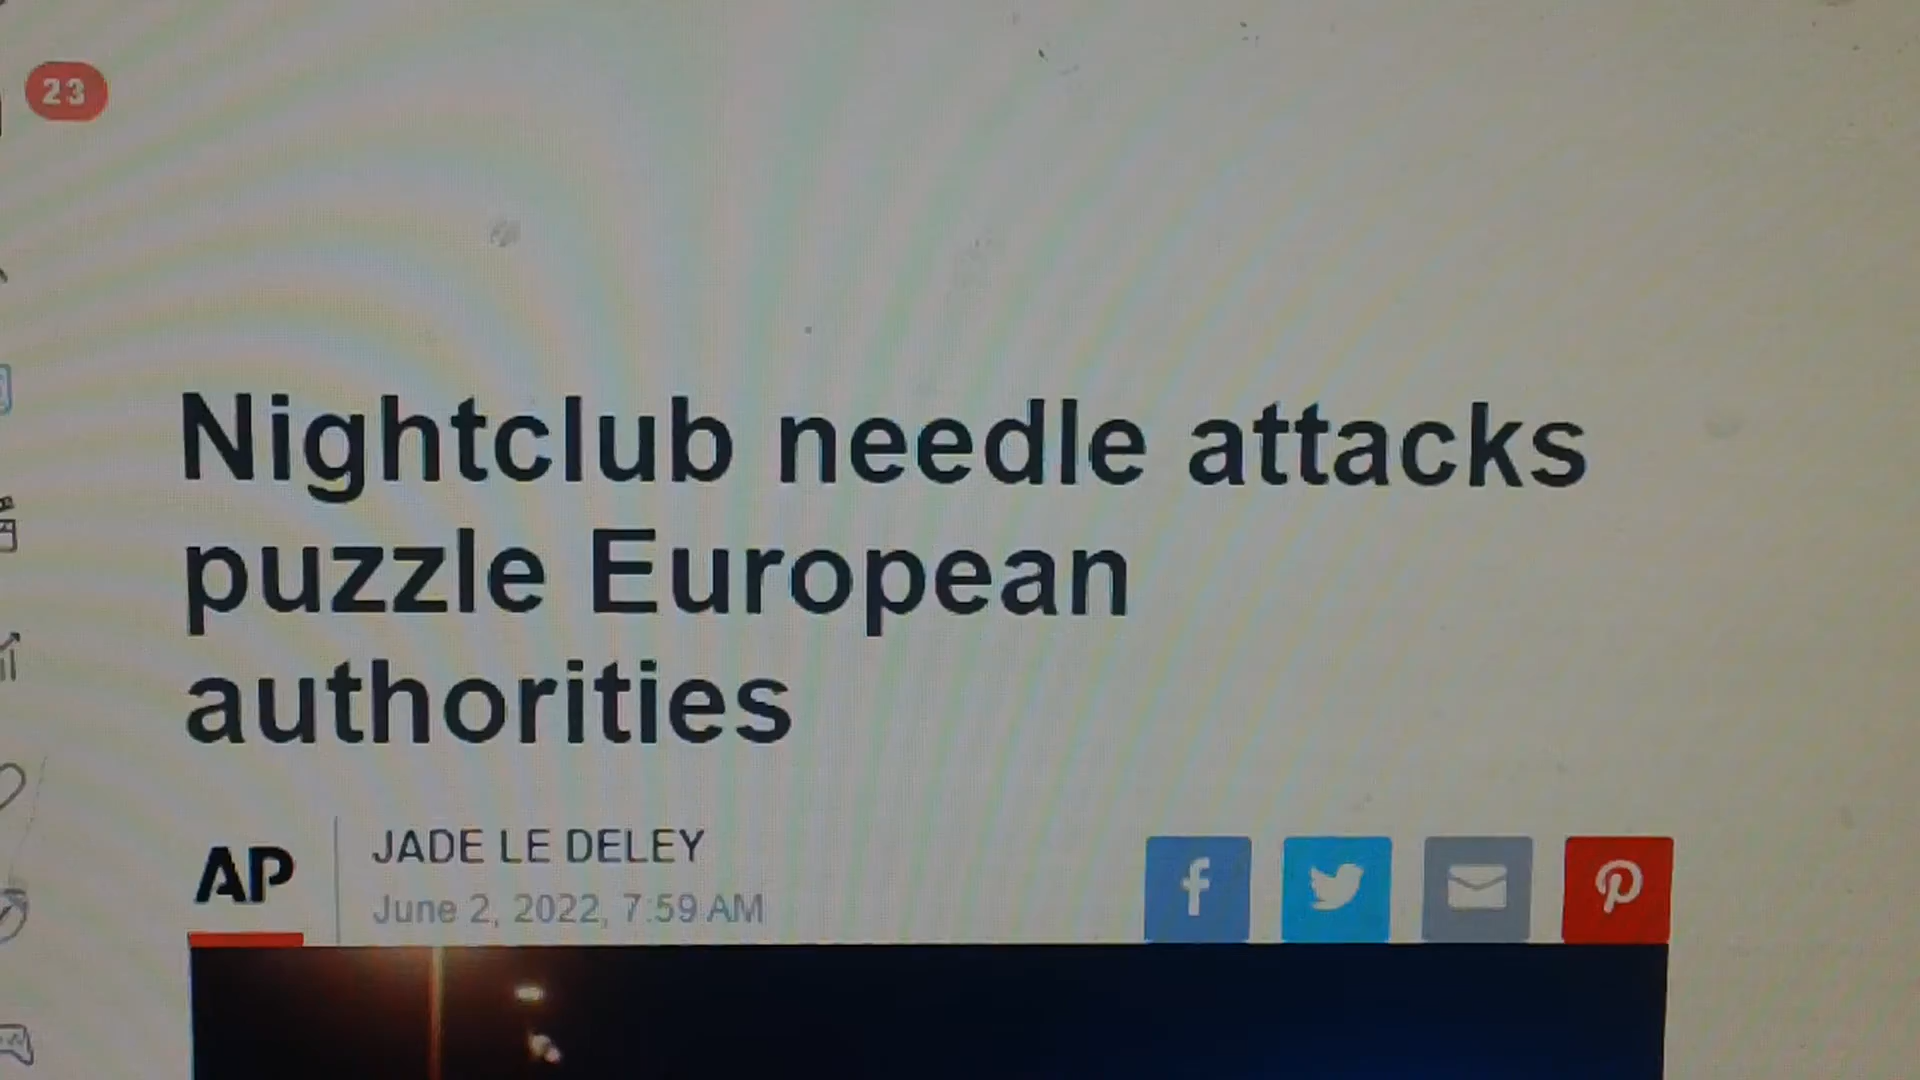 23
Nightclub needle attacks
puzzle European
authorities
AP
JADE LE DELEY
June 2, 2022, 7:59 AM